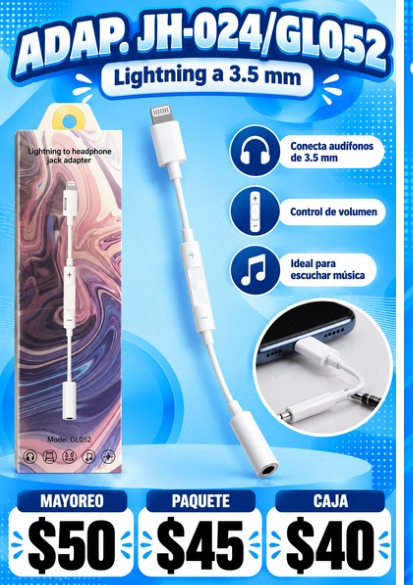 ADAP. JH-024/GL052
Lightning a 3.5 mm
Lightning to headphone
jack adapter
Conecta audífonos
de 3.5 mm
Control de volumen
Ideal para
escuchar música
Model: GL052
MAYOREO
$50
PAQUETE
$45
CAJA
$40